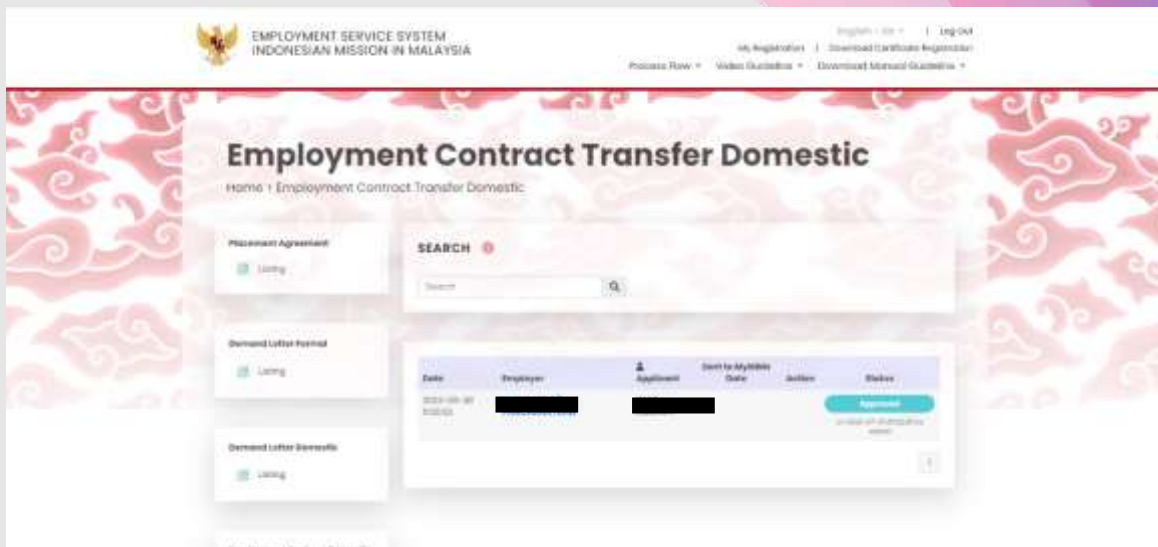 EMPLOYMENT SERVICE SYSTEM
INDONESIAN MISSION IN MALAYSIA
Log Out
My Registration | Download Certificate Registration
Process Flow Video Guideline Download Manual Guideline
Employment Contract Transfer Domestic
Home > Employment Contract Transfer Domestic
Placement Agreement
Listing
SEARCH
Search
Demand Letter Formal
Listing
Date Employer Applicant Sent to Date Action Status
Approved
Demand Letter Domestic
Listing
1